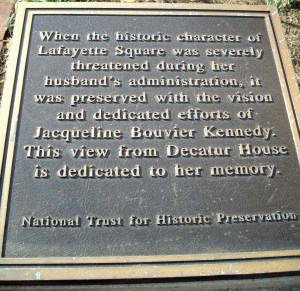 When the historic character of
Lafayette Square was severely
threatened during her
husband's administration, it
was preserved with the vision
and dedicated efforts of
Jacqueline Bouvier Kennedy.
This view from Decatur House
is dedicated to her memory.
National Trust for Historic Preservation